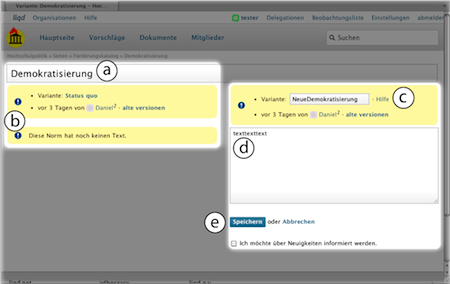 Variante: Demokratisierung – Hoc...
liqd Organisationen Hilfe
tester Delegationen Beobachtungsliste Einstellungen abmelden
Hauptseite Vorschläge Dokumente Mitglieder
Suchen
Hochschulpolitik » Seiten » Forderungskatalog » Demokratisierung
Demokratisierung a
Variante: Status quo
vor 3 Tagen von Daniel² - alte versionen
b
Diese Norm hat noch keinen Text.
Variante: NeueDemokratisierung - Hilfe c
vor 3 Tagen von Daniel² - alte versionen
texttexttext
d
e Speichern oder Abbrechen
Ich möchte über Neuigkeiten informiert werden.